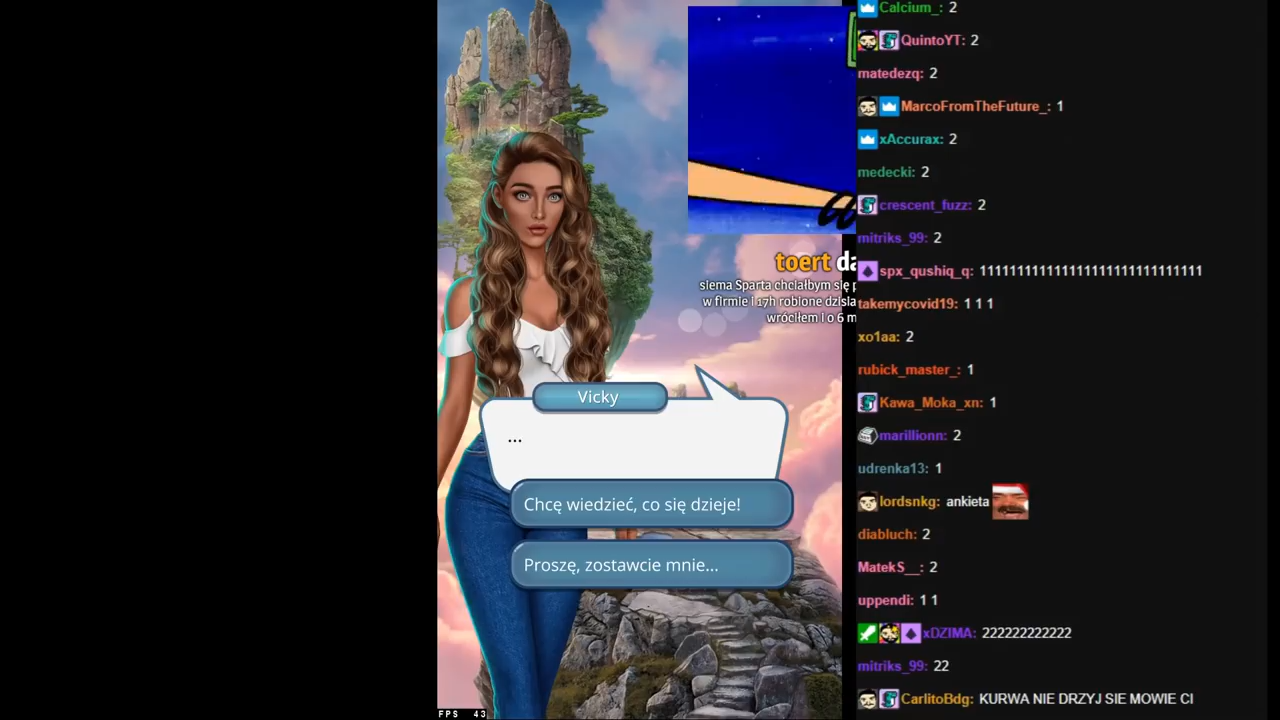 toert da
siema Sparta chciałbym się p
w firmie i 17h robione dzisia
wróciłem i o 6 m
Vicky
...
Chcę wiedzieć, co się dzieje!
Proszę, zostawcie mnie...
FPS 43
Calcium_: 2
QuintoYT: 2
matedezq: 2
MarcoFromTheFuture_: 1
xAccurax: 2
medecki: 2
crescent_fuzz: 2
mitriks_99: 2
spx_qushiq_q: 111111111111111111111111111111
takemycovid19: 1 1 1
xo1aa: 2
rubick_master_: 1
Kawa_Moka_xn: 1
marillionn: 2
udrenka13: 1
lordsnkg: ankieta
diabluch: 2
MatekS__: 2
uppendi: 1 1
xDZIMA: 222222222222
mitriks_99: 22
CarlitoBdg: KURWA NIE DRZYJ SIE MOWIE CI